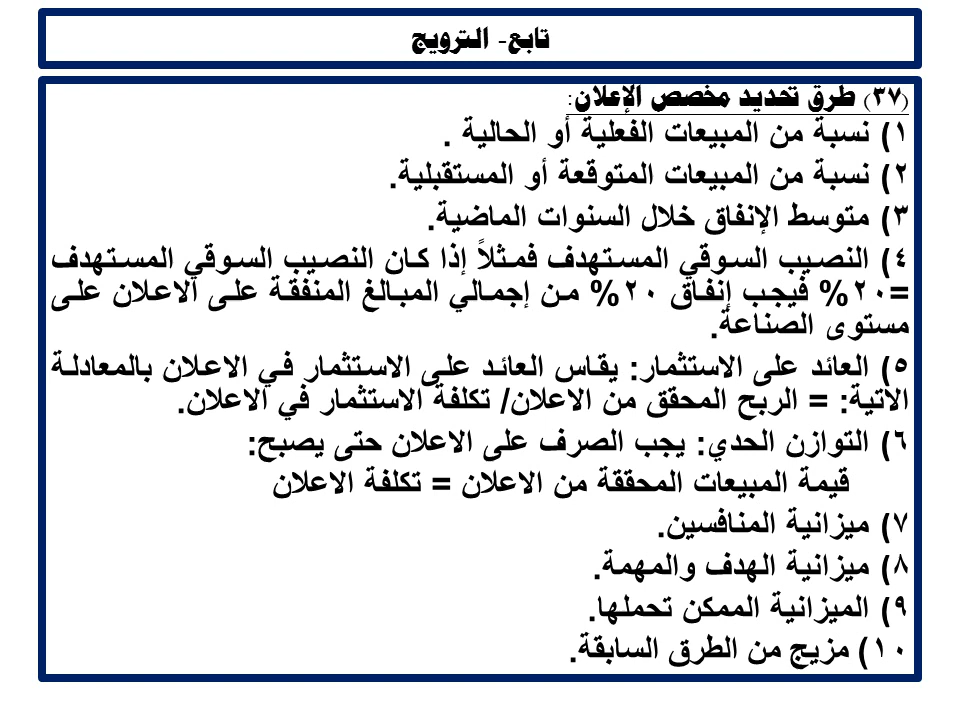 تابع- الترويج
(٣٧) طرق تحديد مخصص الإعلان:
١) نسبة من المبيعات الفعلية أو الحالية .
٢) نسبة من المبيعات المتوقعة أو المستقبلية.
٣) متوسط الإنفاق خلال السنوات الماضية.
٤) النصيب السوقي المستهدف فمثلاً إذا كان النصيب السوقي المستهدف
=٢٠% فيجب إنفاق ٢٠% من إجمالي المبالغ المنفقة على الاعلان على
مستوى الصناعة.
٥) العائد على الاستثمار: يقاس العائد على الاستثمار في الاعلان بالمعادلة
الاتية: = الربح المحقق من الاعلان/ تكلفة الاستثمار في الاعلان.
٦) التوازن الحدي: يجب الصرف على الاعلان حتى يصبح:
قيمة المبيعات المحققة من الاعلان = تكلفة الاعلان
٧) ميزانية المنافسين.
٨) ميزانية الهدف والمهمة.
٩) الميزانية الممكن تحملها.
١٠) مزيج من الطرق السابقة.